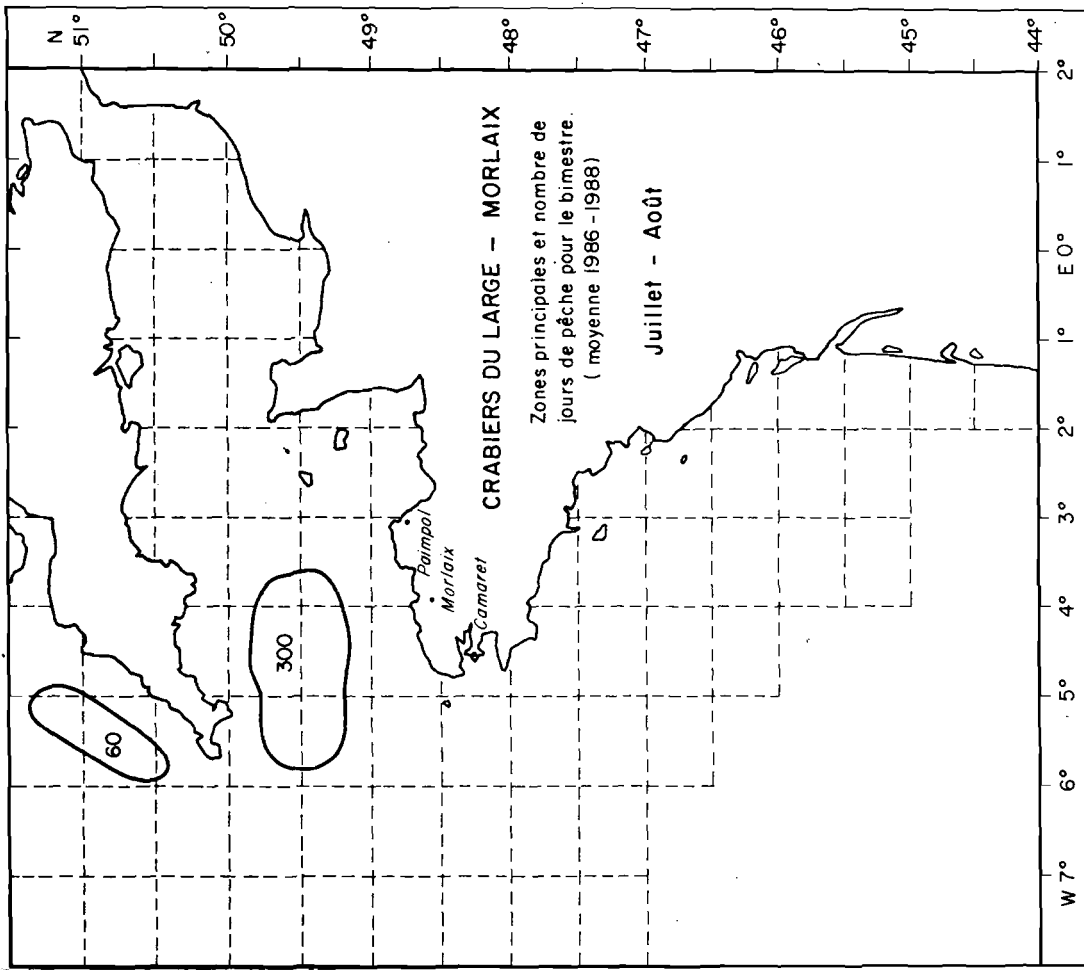 CRABIERS DU LARGE - MORLAIX
Zones principales et nombre de
jours de pêche pour le bimestre.
( moyenne 1986-1988)
Juillet - Août
60
300
Paimpol
Morlaix
Camaret
N
51°
50°
49°
48°
47°
46°
45°
44°
W 7°
6°
5°
4°
3°
2°
1°
E 0°
1°
2°